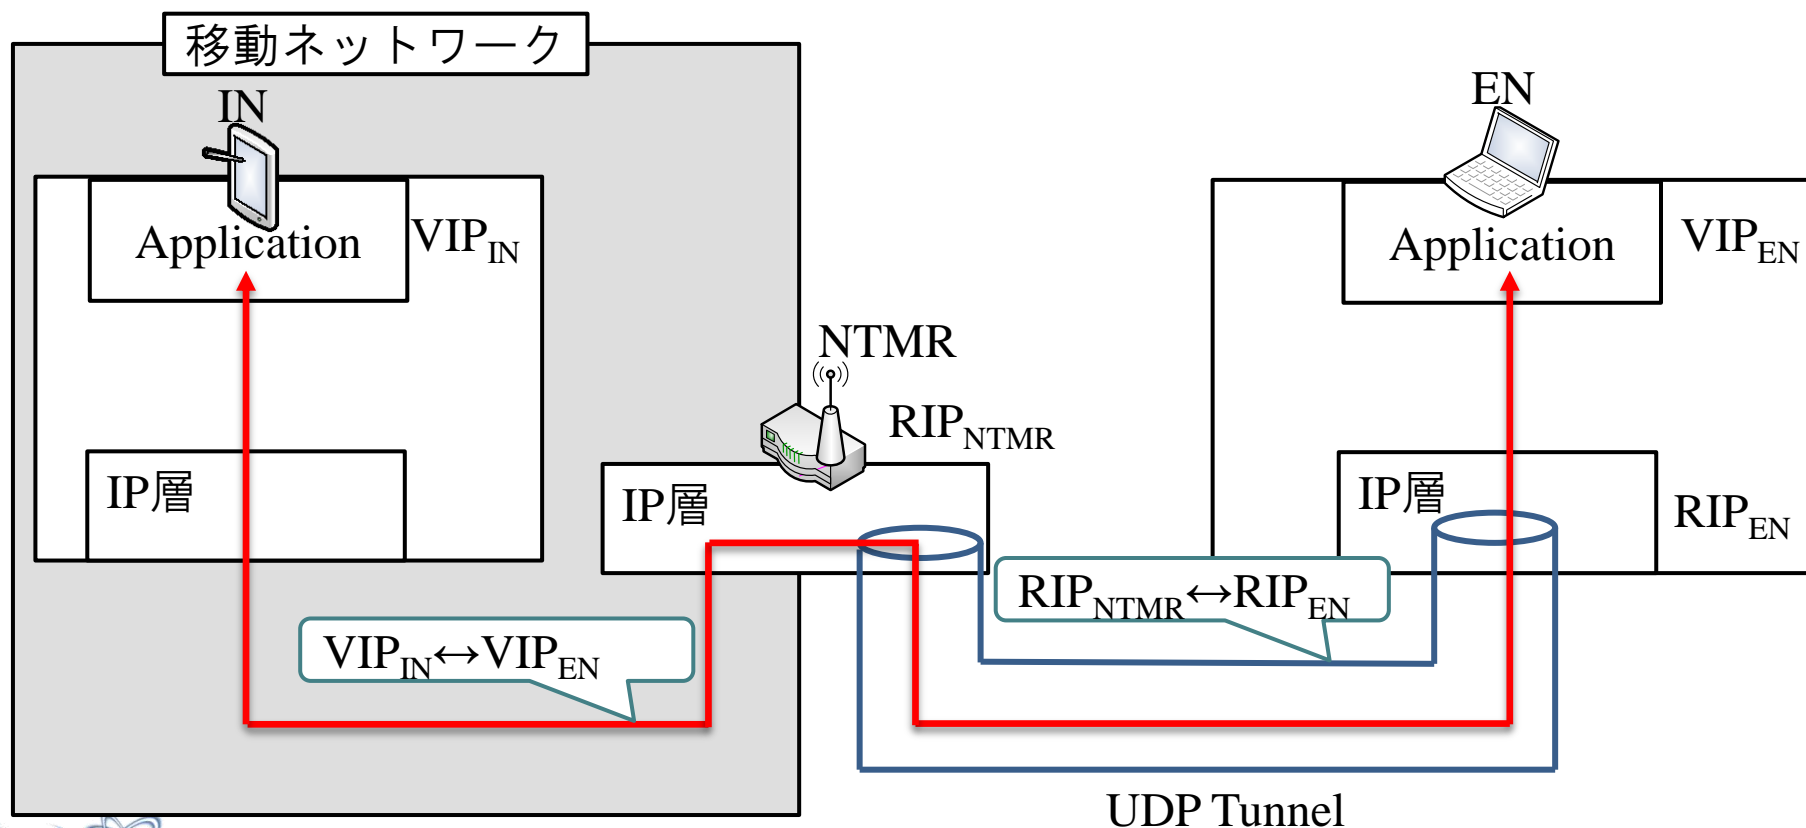 移動ネットワーク
IN
EN
Application
VIP_IN
Application
VIP_EN
NTMR
RIP_NTMR
IP層
IP層
IP層
RIP_EN
RIP_NTMR↔RIP_EN
VIP_IN↔VIP_EN
UDP Tunnel